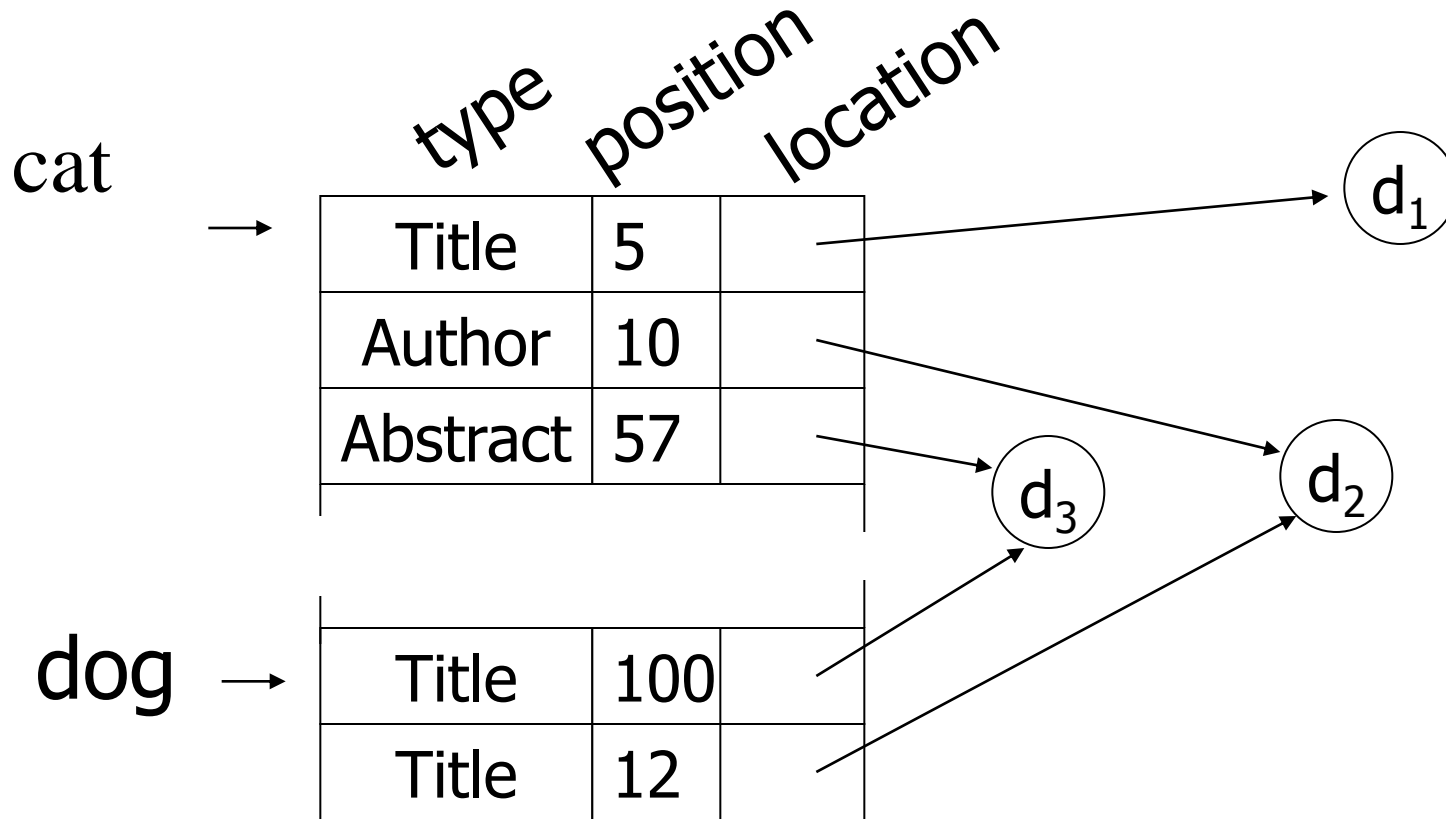 type position location
cat
Title 5
d₁
Author 10
Abstract 57
d₃
d₂
dog
Title 100
Title 12